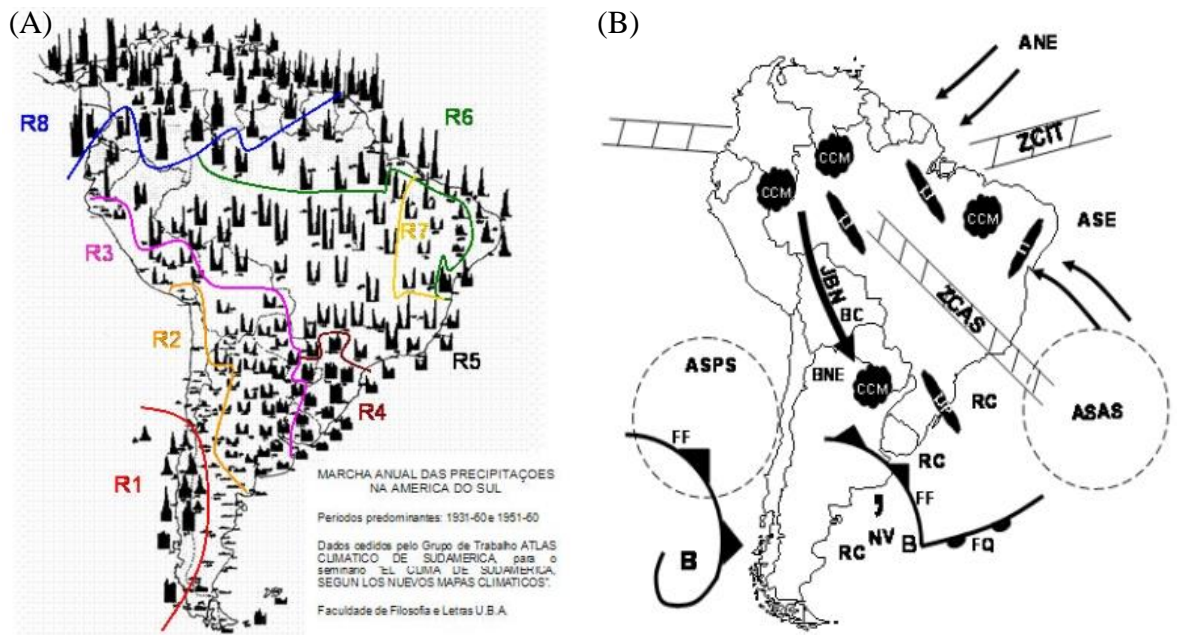 (A)
R8
R6
R7
R3
R2
R5
R4
R1
MARCHA ANUAL DAS PRECIPITAÇOES
NA AMERICA DO SUL
Periodos predominantes: 1931-60 e 1951-60
Dados cedidos pelo Grupo de Trabalho ATLAS
CLIMATICO DE SUDAMERICA, para o
seminário "EL CLIMA DE SUDAMERICA,
SEGUN LOS NUEVOS MAPAS CLIMATICOS".
Faculdade de Filosofia e Letras U.B.A.
(B)
ANE
ZCIT
CCM
CCM
LI
CCM
LI
ASE
JBN
ZCAS
BC
ASPS
BNE
CCM
RC
ASAS
FF
RC
FF
NV
B
RC
FQ
B